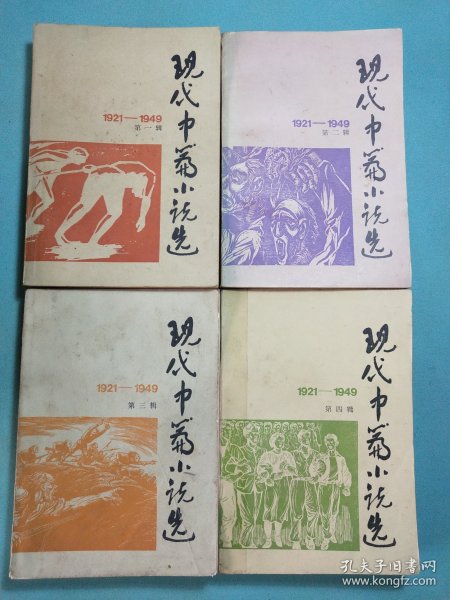 现代中篇小说选
1921—1949
第一辑
现代中篇小说选
1921—1949
第二辑
现代中篇小说选
1921—1949
第三辑
现代中篇小说选
1921—1949
第四辑
孔夫子旧书网
www.kongfz.com